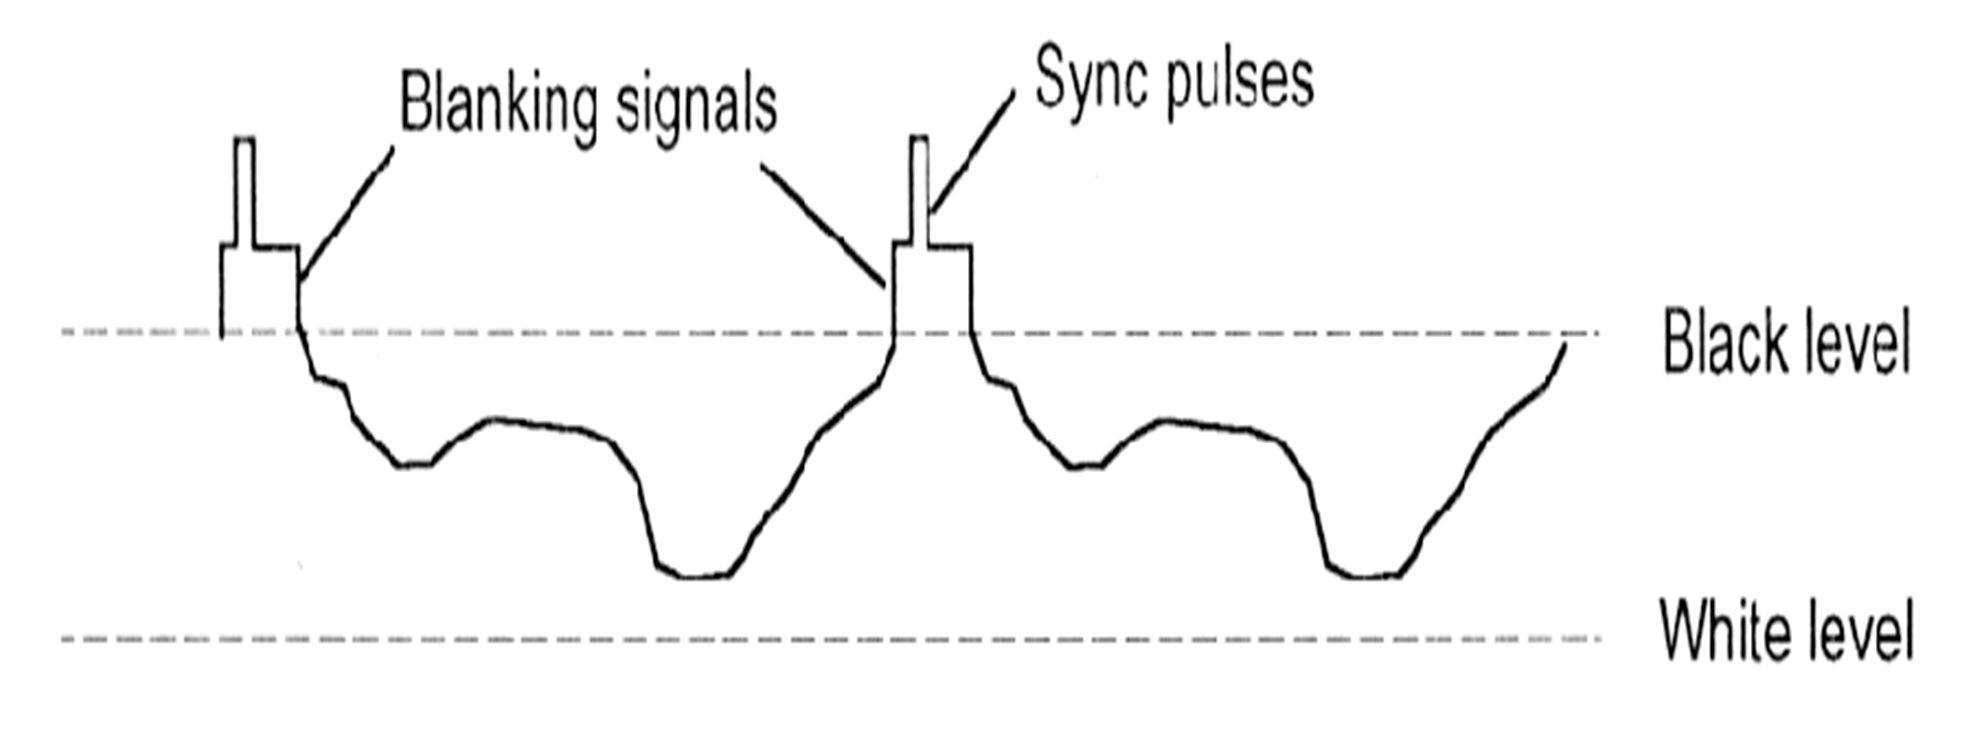 Blanking signals
Sync pulses
Black level
White level